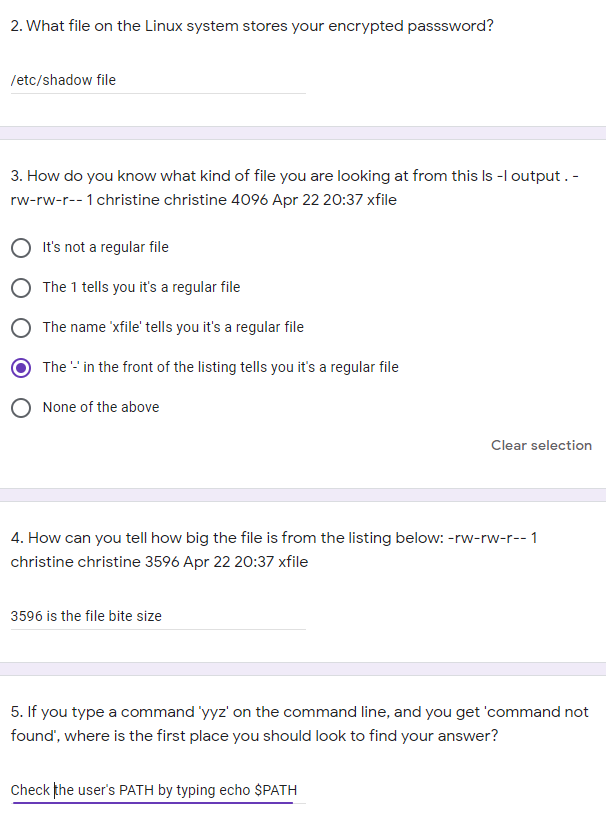 2. What file on the Linux system stores your encrypted passsword?
/etc/shadow file
3. How do you know what kind of file you are looking at from this ls -l output . -
rw-rw-r-- 1 christine christine 4096 Apr 22 20:37 xfile
It's not a regular file
The 1 tells you it's a regular file
The name 'xfile' tells you it's a regular file
The '-' in the front of the listing tells you it's a regular file
None of the above
Clear selection
4. How can you tell how big the file is from the listing below: -rw-rw-r-- 1
christine christine 3596 Apr 22 20:37 xfile
3596 is the file bite size
5. If you type a command 'yyz' on the command line, and you get 'command not
found', where is the first place you should look to find your answer?
Check the user's PATH by typing echo $PATH